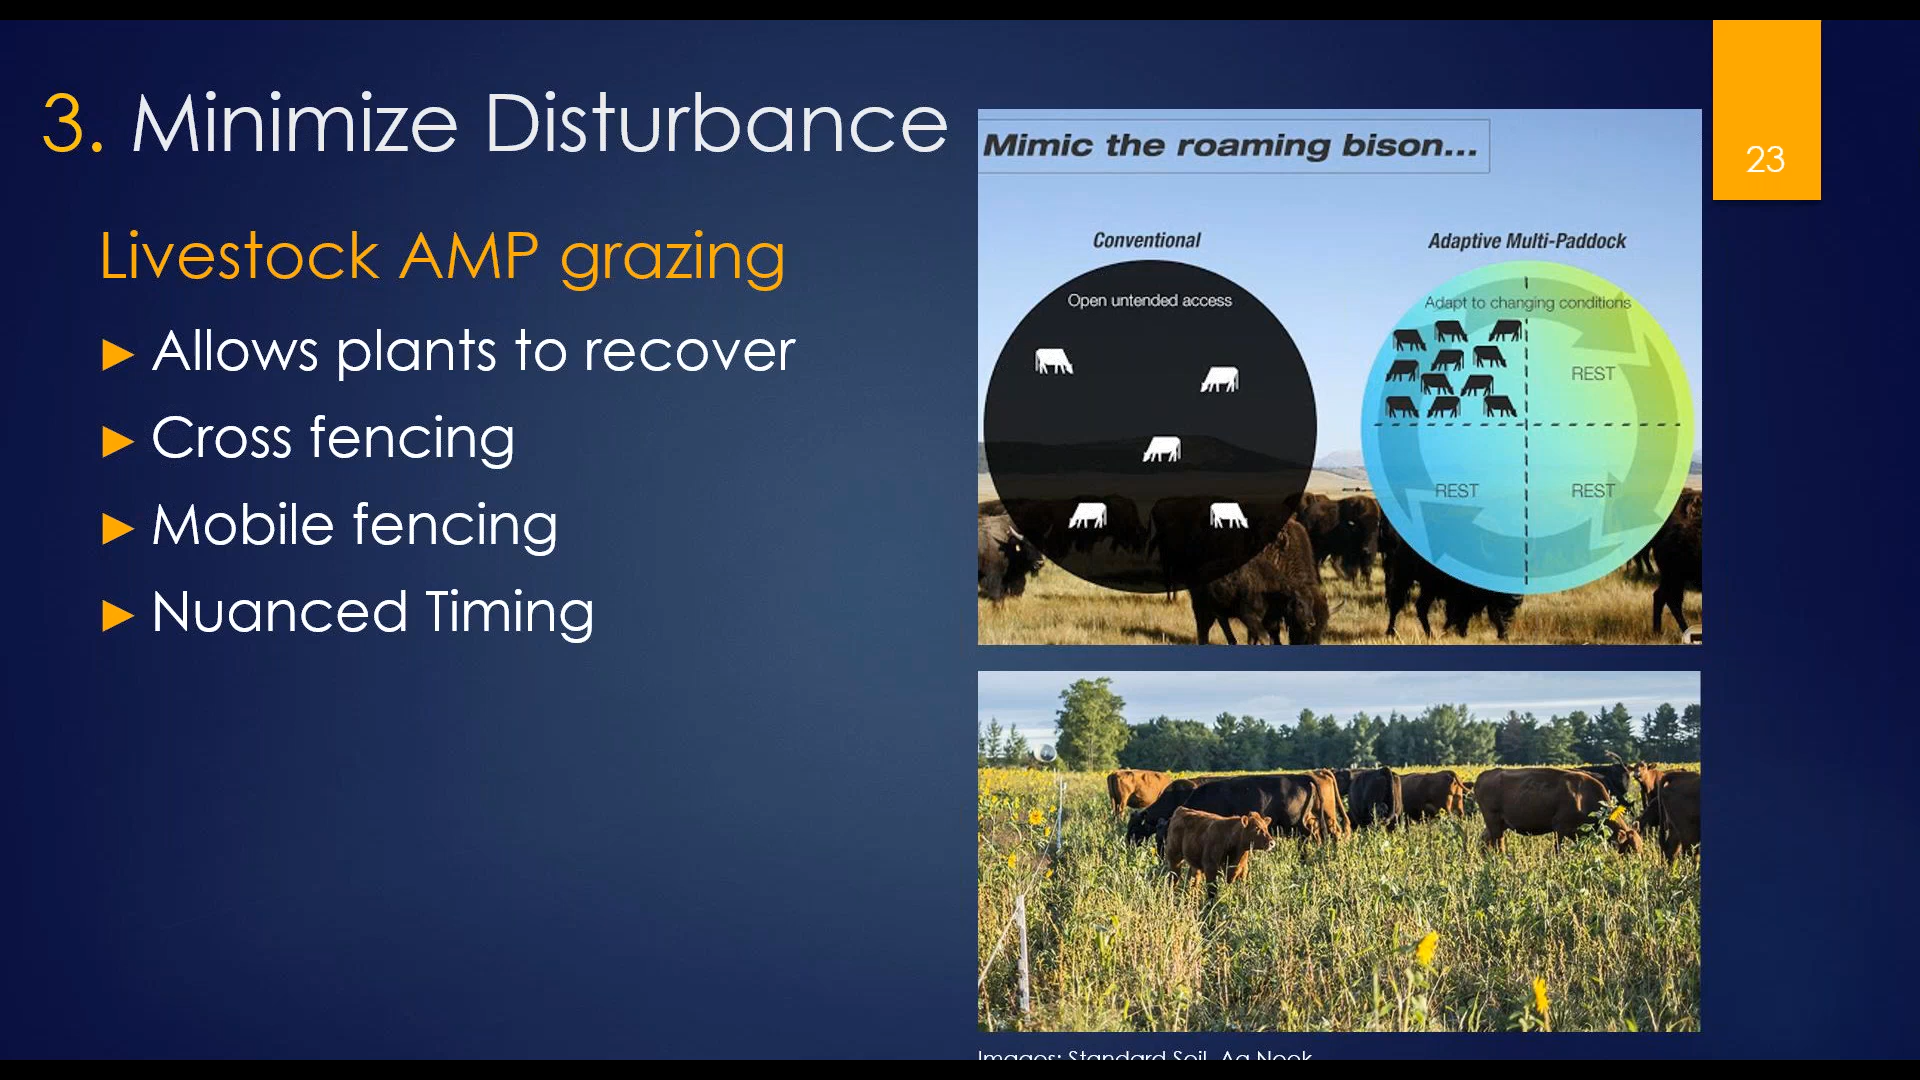 3. Minimize Disturbance
23
Livestock AMP grazing
Allows plants to recover
Cross fencing
Mobile fencing
Nuanced Timing
Mimic the roaming bison...
Conventional
Open untended access
Adaptive Multi-Paddock
Adapt to changing conditions
REST
REST
REST
Images: Standard Soil, Ag Nook